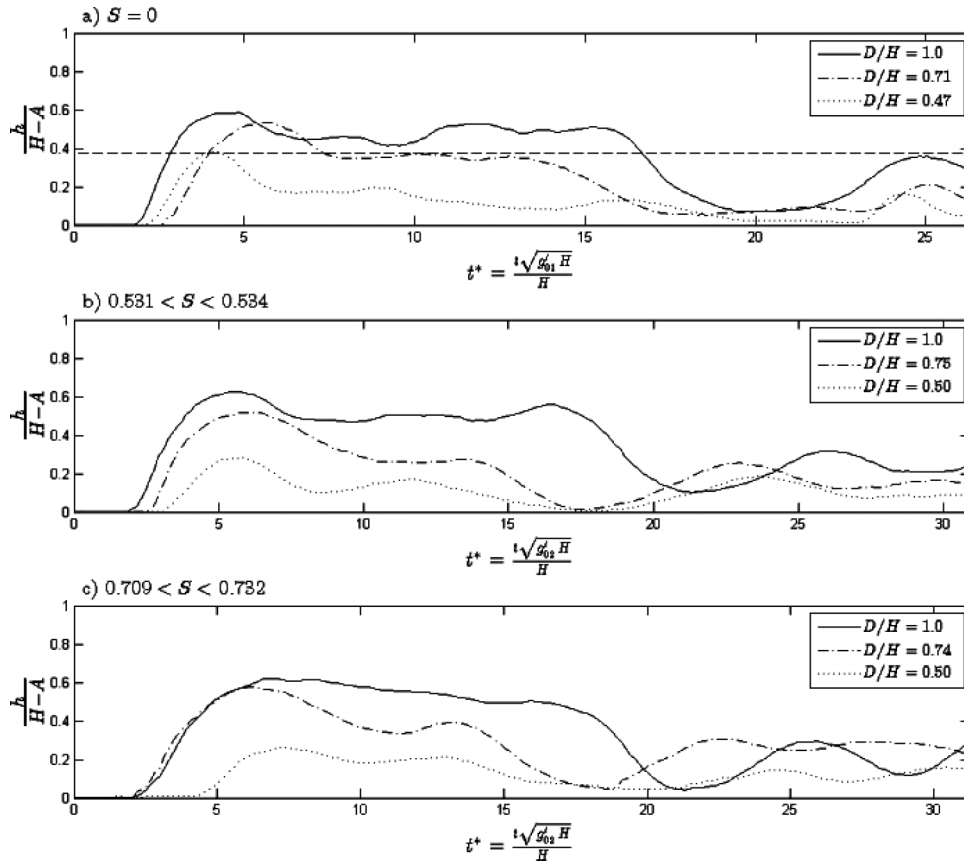 a) S = 0
h/(H−A)
1
0.8
0.6
0.4
0.2
0
D/H = 1.0
D/H = 0.71
D/H = 0.47
0 5 10 15 20 25
t* = t√(g′₀₁ H)/H
b) 0.531 < S < 0.534
h/(H−A)
1
0.8
0.6
0.4
0.2
0
D/H = 1.0
D/H = 0.75
D/H = 0.50
0 5 10 15 20 25 30
t* = t√(g′₀₂ H)/H
c) 0.709 < S < 0.732
h/(H−A)
1
0.8
0.6
0.4
0.2
0
D/H = 1.0
D/H = 0.74
D/H = 0.50
0 5 10 15 20 25 30
t* = t√(g′₀₂ H)/H